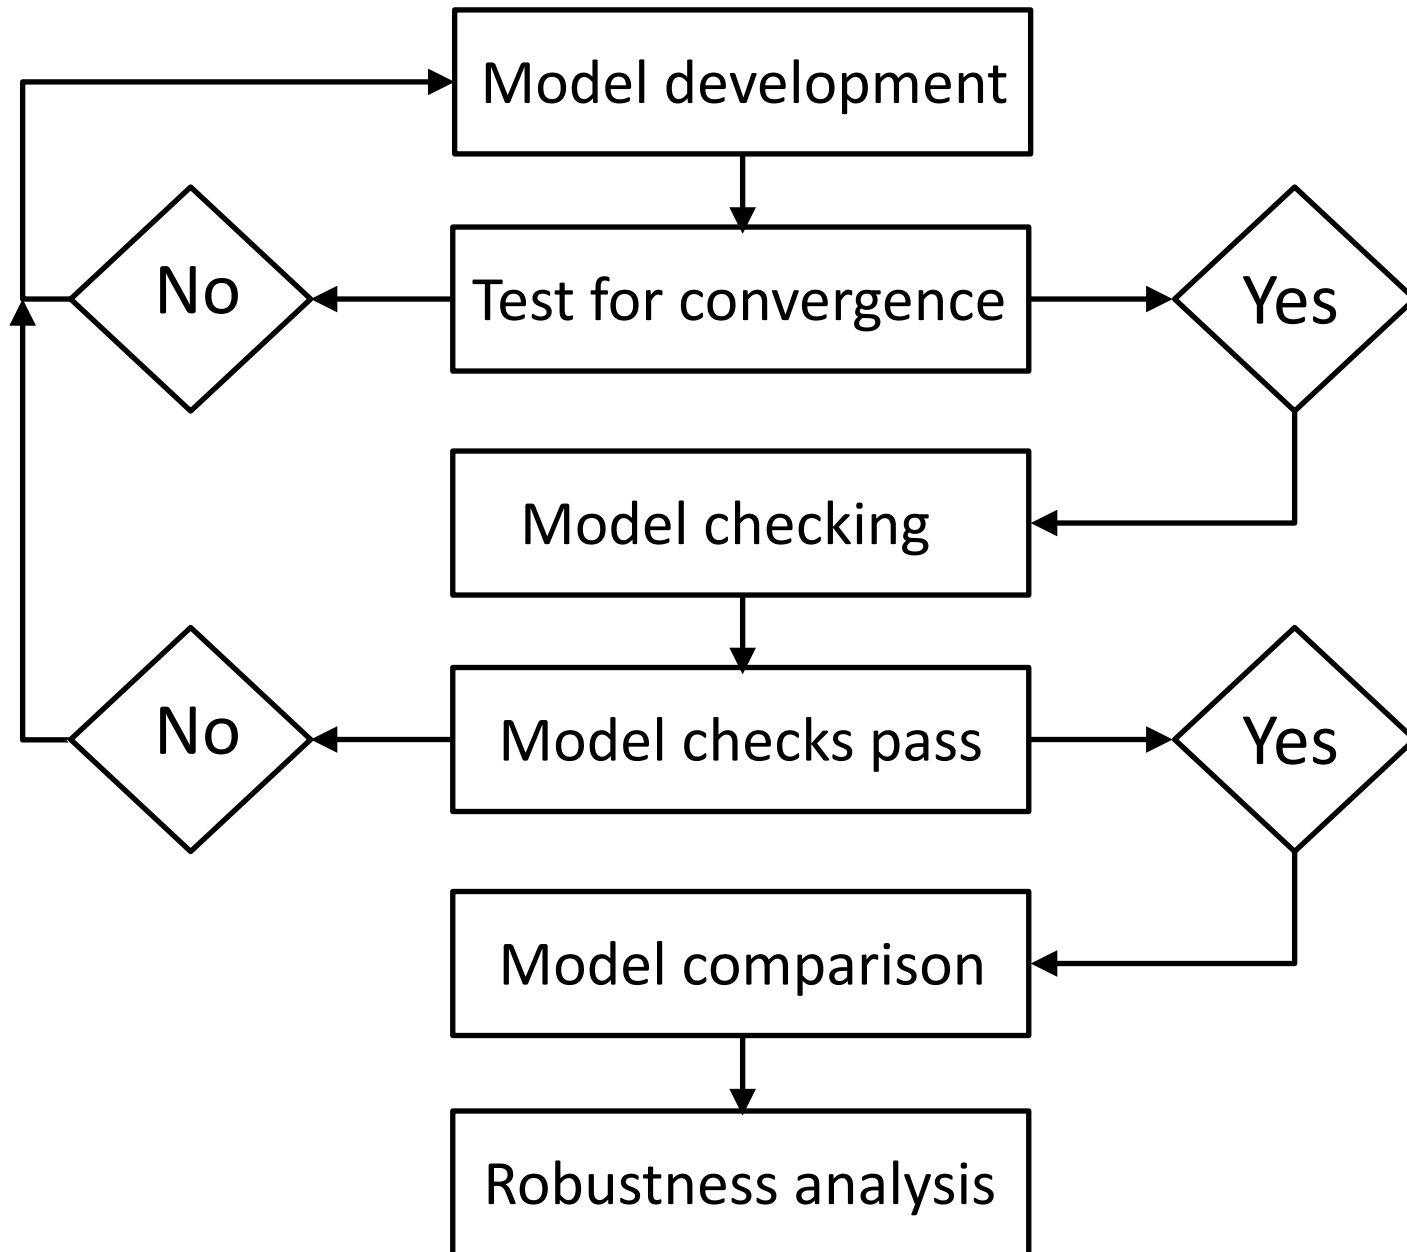 Model development
No
Test for convergence
Yes
Model checking
No
Model checks pass
Yes
Model comparison
Robustness analysis